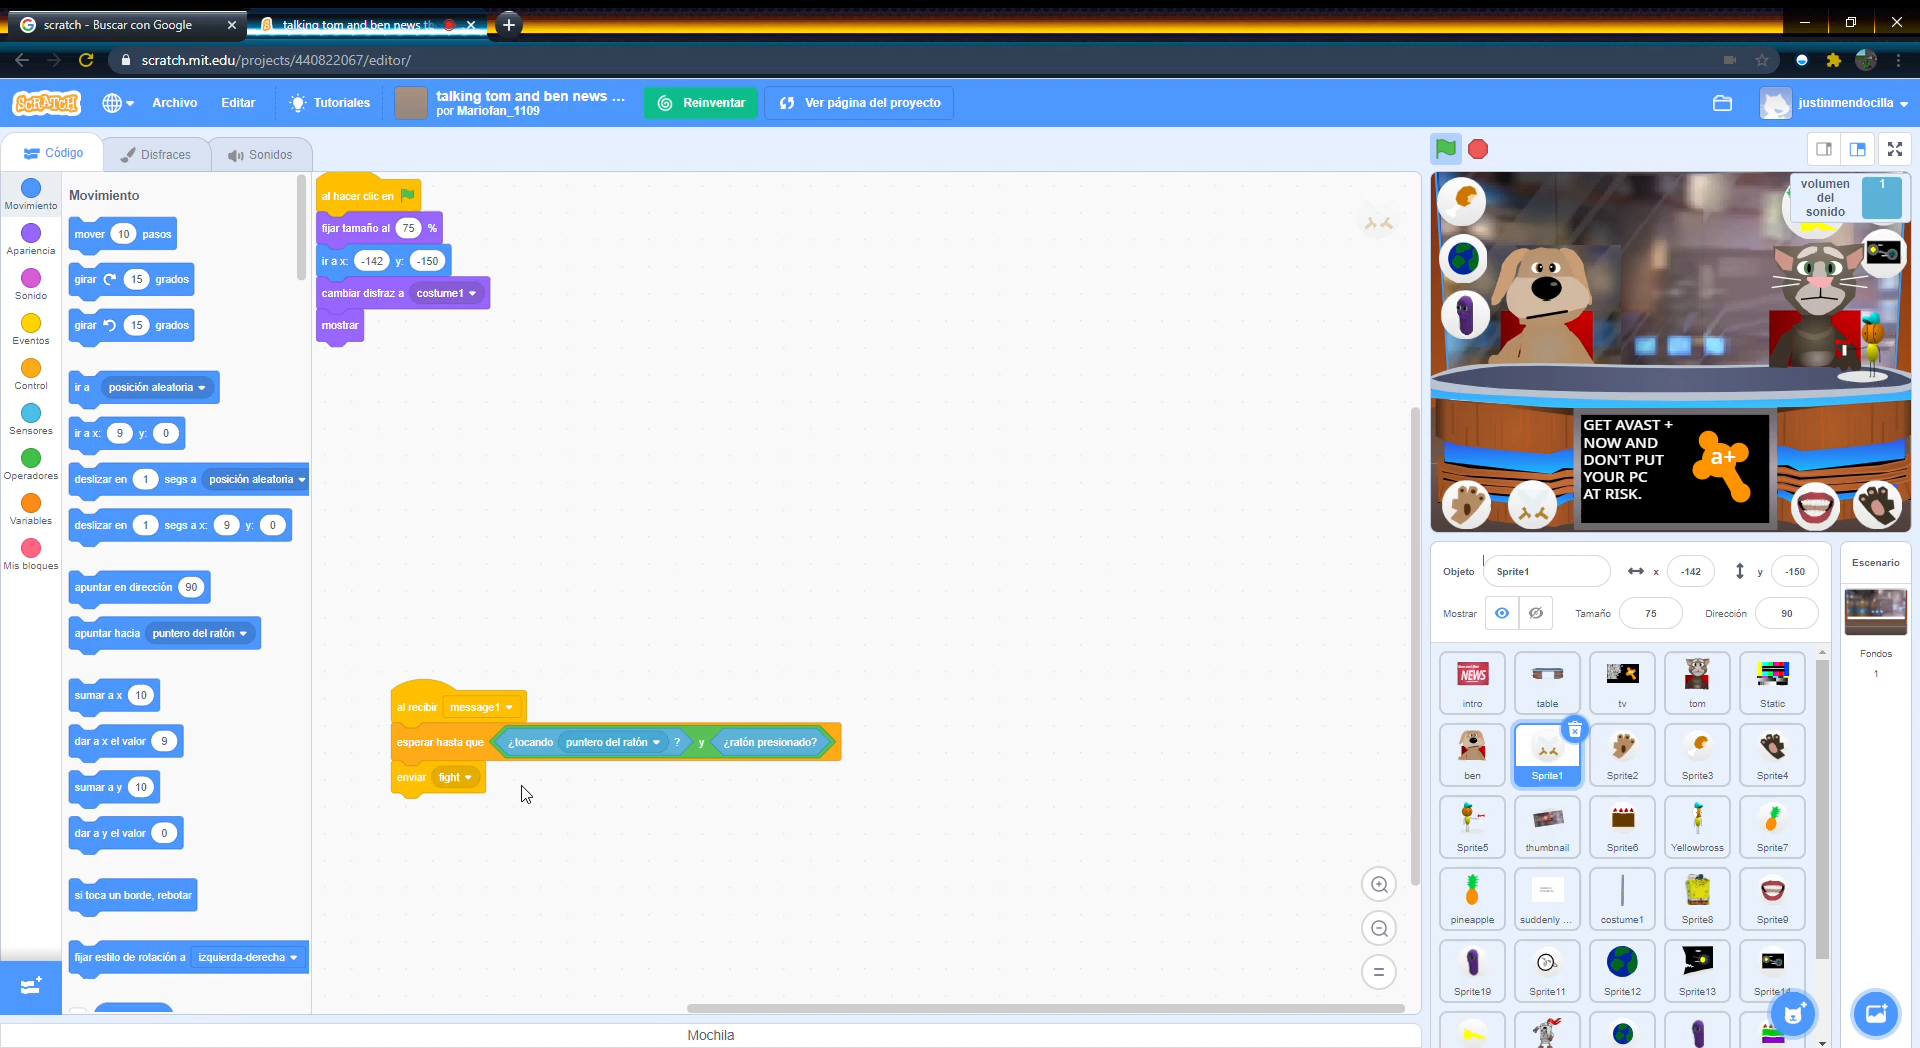 scratch - Buscar con Google
talking tom and ben news th
scratch.mit.edu/projects/440822067/editor/
SCRATCH
Archivo
Editar
Tutoriales
talking tom and ben news ...
por Mariofan_1109
Reinventar
Ver página del proyecto
justinmendocilla
Código
Disfraces
Sonidos
Movimiento
Apariencia
Sonido
Eventos
Control
Sensores
Operadores
Variables
Mis bloques
Movimiento
mover 10 pasos
girar 15 grados
girar 15 grados
ir a posición aleatoria
ir a x: 9 y: 0
deslizar en 1 segs a posición aleatoria
deslizar en 1 segs a x: 9 y: 0
apuntar en dirección 90
apuntar hacia puntero del ratón
sumar a x 10
dar a x el valor 9
sumar a y 10
dar a y el valor 0
si toca un borde, rebotar
fijar estilo de rotación a izquierda-derecha
al hacer clic en
fijar tamaño al 75 %
ir a x: -142 y: -150
cambiar disfraz a costume1
mostrar
al recibir message1
esperar hasta que ¿tocando puntero del ratón ? y ¿ratón presionado?
enviar fight
Mochila
volumen
del
sonido
1
GET AVAST +
NOW AND
DON'T PUT
YOUR PC
AT RISK.
a+
Objeto Sprite1 x -142 y -150
Mostrar Tamaño 75 Dirección 90
NEWS
intro table tv tom Static
ben Sprite1 Sprite2 Sprite3 Sprite4
Sprite5 thumbnail Sprite6 Yellowbross Sprite7
pineapple suddenly ... costume1 Sprite8 Sprite9
Sprite19 Sprite11 Sprite12 Sprite13 Sprite14
Escenario
Fondos
1